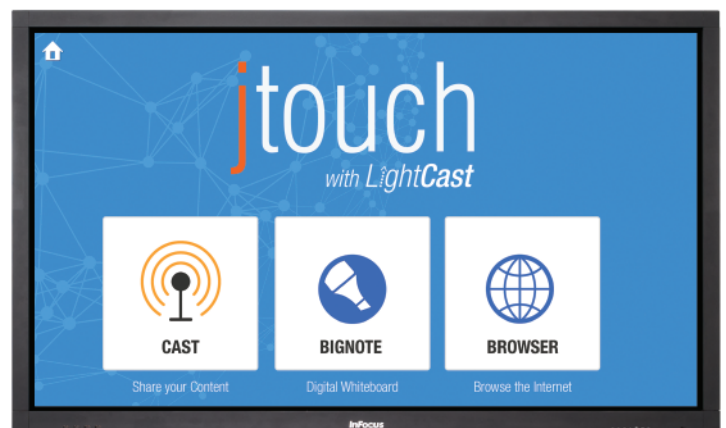 jtouch
with LightCast
CAST
BIGNOTE
BROWSER
Share your Content
Digital Whiteboard
Browse the Internet
InFocus